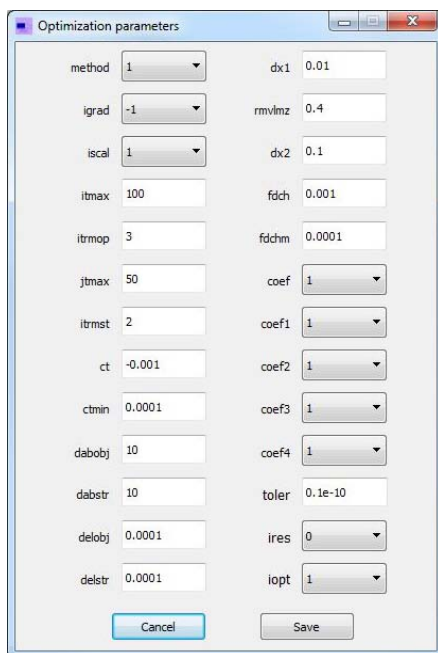 Optimization parameters
method 1 dx1 0.01
igrad -1 rmvlmz 0.4
iscal 1 dx2 0.1
itmax 100 fdch 0.001
itrmop 3 fdchm 0.0001
jtmax 50 coef 1
itrmst 2 coef1 1
ct -0.001 coef2 1
ctmin 0.0001 coef3 1
dabobj 10 coef4 1
dabstr 10 toler 0.1e-10
delobj 0.0001 ires 0
delstr 0.0001 iopt 1
Cancel Save